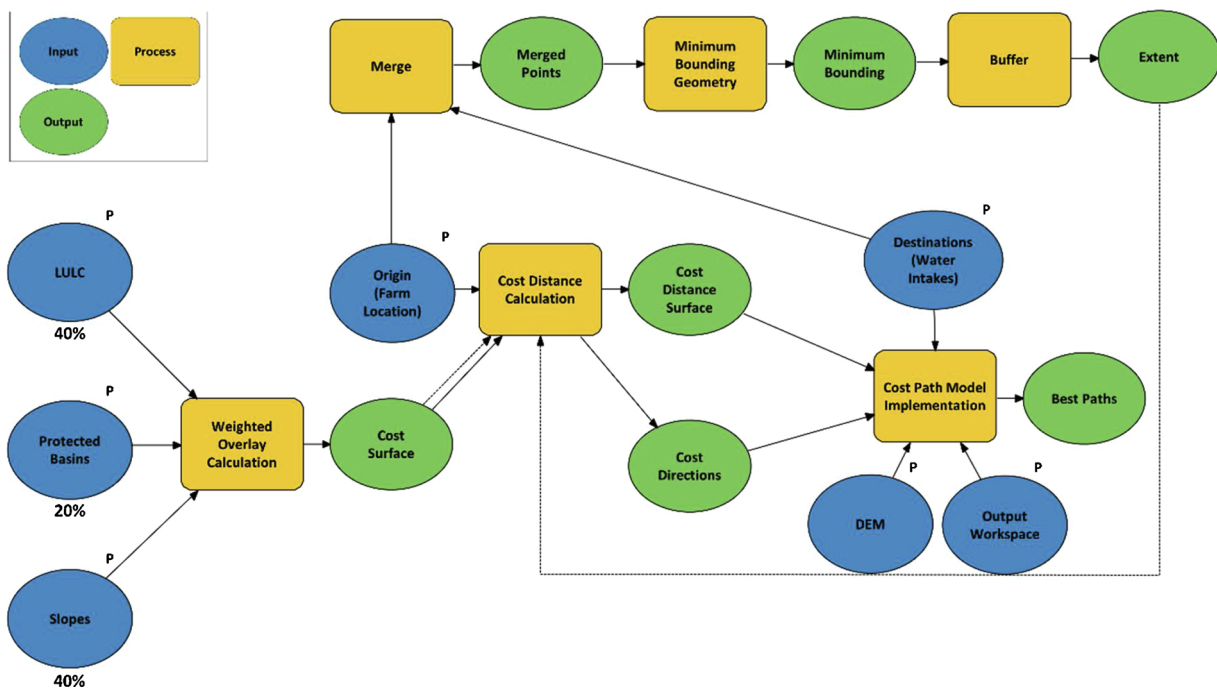 Input
Process
Output
Merge
Merged
Points
Minimum
Bounding
Geometry
Minimum
Bounding
Buffer
Extent
P
LULC
40%
P
Protected
Basins
20%
P
Slopes
40%
Weighted
Overlay
Calculation
Cost
Surface
P
Origin
(Farm
Location)
Cost Distance
Calculation
Cost
Distance
Surface
Cost
Directions
P
Destinations
(Water
Intakes)
Cost Path Model
Implementation
Best Paths
P
DEM
P
Output
Workspace